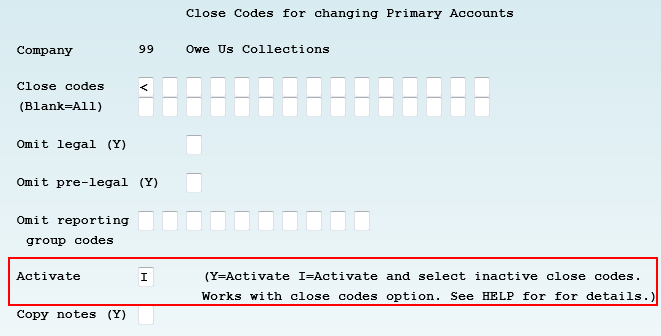 Close Codes for changing Primary Accounts
Company 99 Owe Us Collections
Close codes <
(Blank=All)
Omit legal (Y)
Omit pre-legal (Y)
Omit reporting
group codes
Activate I (Y=Activate I=Activate and select inactive close codes.
Works with close codes option. See HELP for for details.)
Copy notes (Y)